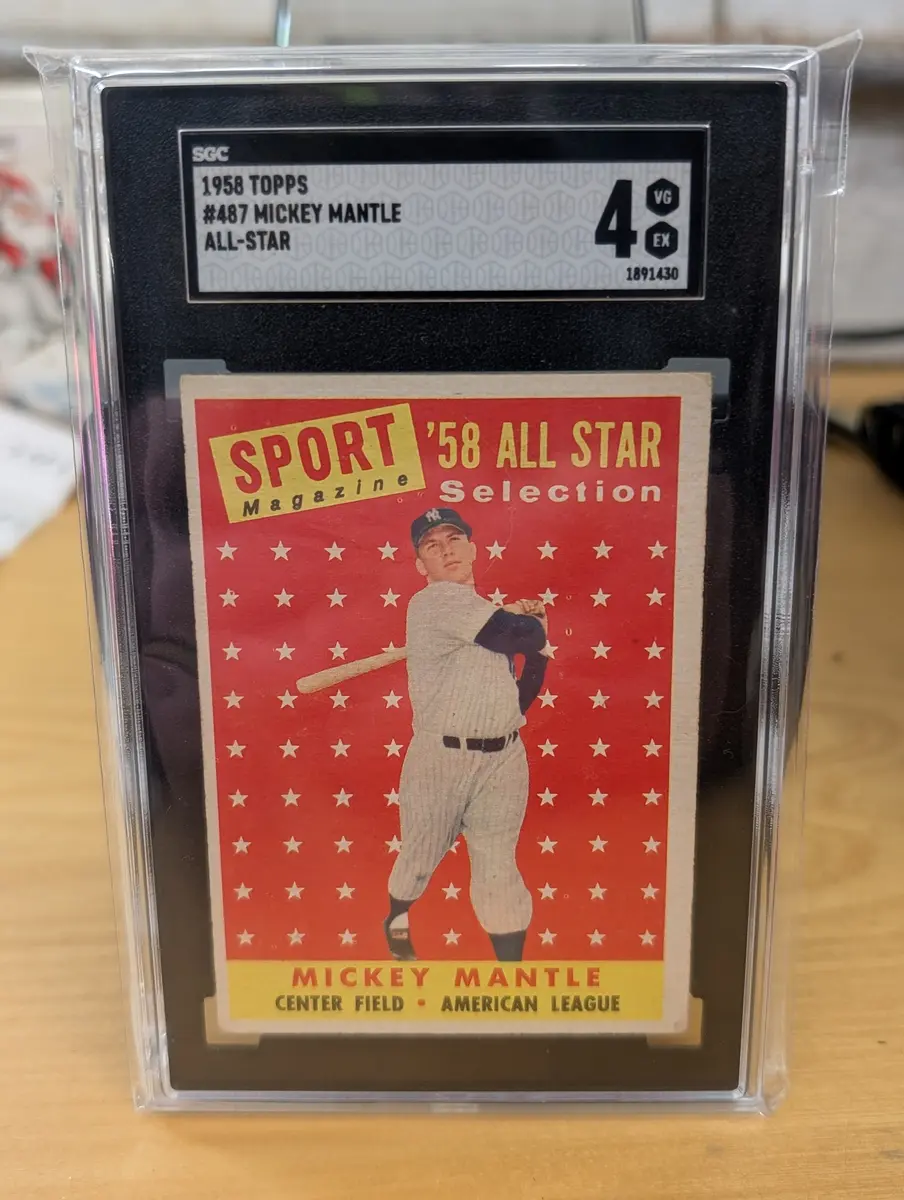 SGC
1958 TOPPS
#487 MICKEY MANTLE
ALL-STAR
4
VG
EX
1891430
SPORT
Magazine
'58 ALL STAR
Selection
NY
MICKEY MANTLE
CENTER FIELD • AMERICAN LEAGUE